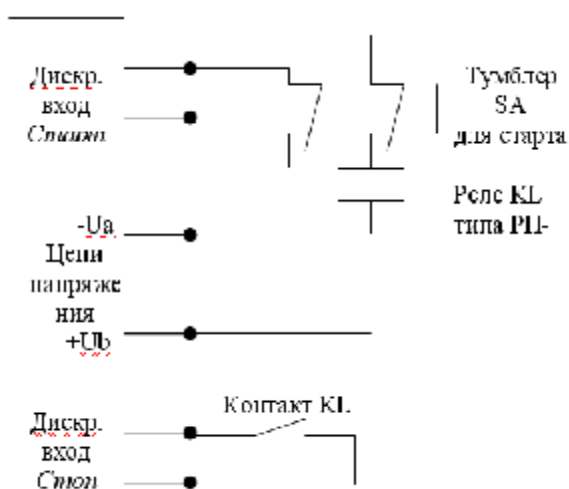 Дискр.
вход
Старт
Тумблер
SA
для старта
Реле KL
типа РП-
-Ua
Цепи
напряже
ния
+Ub
Контакт KL
Дискр.
вход
Стоп